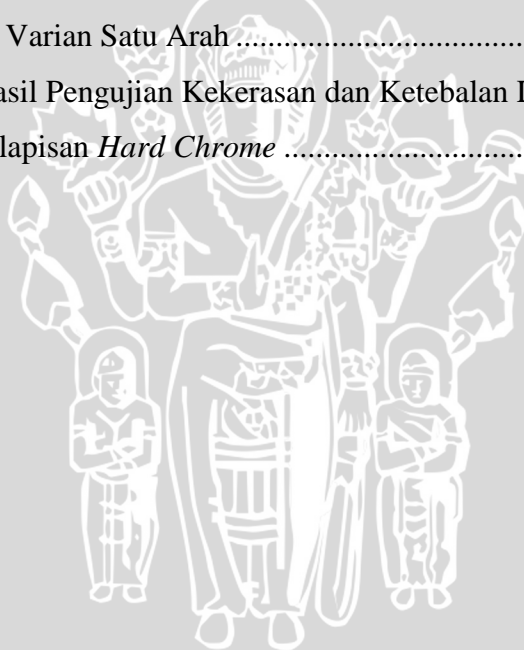 Varian Satu Arah ..................................
asil Pengujian Kekerasan dan Ketebalan
lapisan Hard Chrome ............................